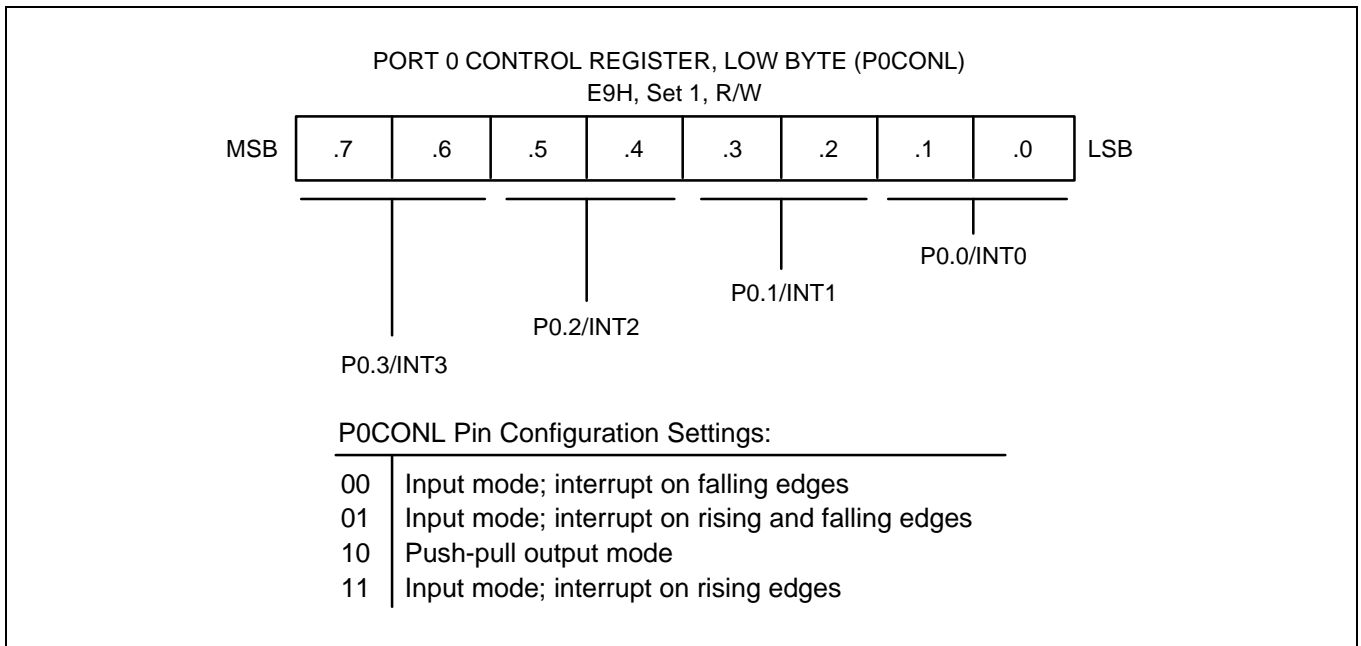 PORT 0 CONTROL REGISTER, LOW BYTE (P0CONL)
E9H, Set 1, R/W
MSB .7 .6 .5 .4 .3 .2 .1 .0 LSB
P0.0/INT0
P0.1/INT1
P0.2/INT2
P0.3/INT3
P0CONL Pin Configuration Settings:
00 Input mode; interrupt on falling edges
01 Input mode; interrupt on rising and falling edges
10 Push-pull output mode
11 Input mode; interrupt on rising edges